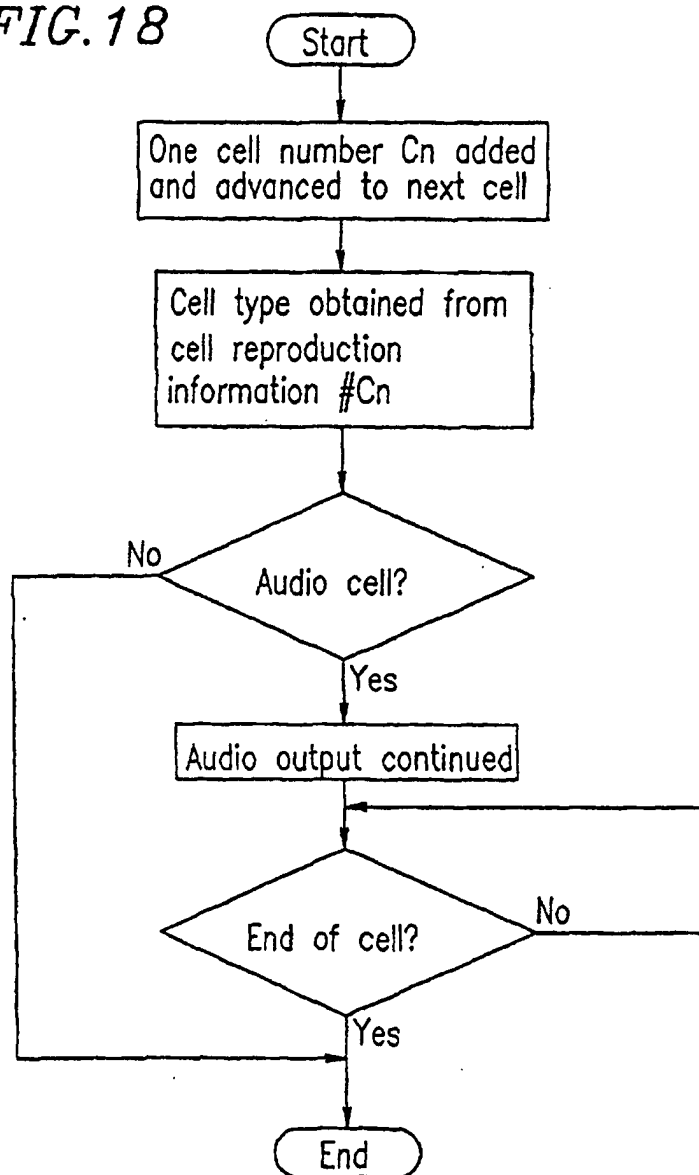 FIG.18
Start
One cell number Cn added
and advanced to next cell
Cell type obtained from
cell reproduction
information #Cn
No
Audio cell?
Yes
Audio output continued
End of cell?
No
Yes
End